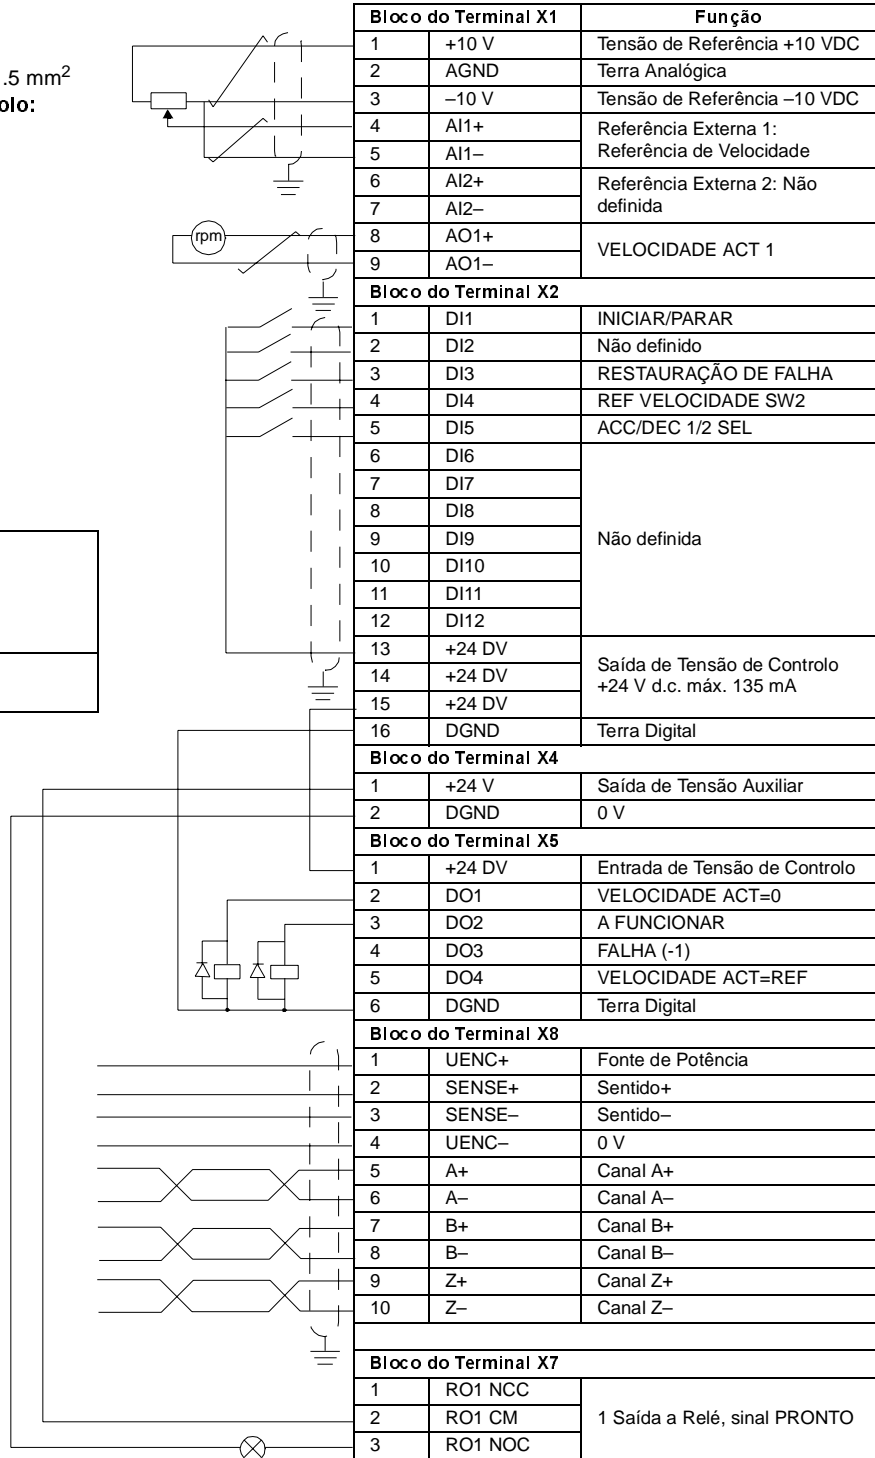 .5 mm2
olo:
rpm
Bloco do Terminal X1 Função
1 +10 V Tensão de Referência +10 VDC
2 AGND Terra Analógica
3 –10 V Tensão de Referência –10 VDC
4 AI1+ Referência Externa 1:
5 AI1– Referência de Velocidade
6 AI2+ Referência Externa 2: Não
7 AI2– definida
8 AO1+ VELOCIDADE ACT 1
9 AO1–
Bloco do Terminal X2
1 DI1 INICIAR/PARAR
2 DI2 Não definido
3 DI3 RESTAURAÇÃO DE FALHA
4 DI4 REF VELOCIDADE SW2
5 DI5 ACC/DEC 1/2 SEL
6 DI6
7 DI7
8 DI8
9 DI9 Não definida
10 DI10
11 DI11
12 DI12
13 +24 DV Saída de Tensão de Controlo
14 +24 DV +24 V d.c. máx. 135 mA
15 +24 DV
16 DGND Terra Digital
Bloco do Terminal X4
1 +24 V Saída de Tensão Auxiliar
2 DGND 0 V
Bloco do Terminal X5
1 +24 DV Entrada de Tensão de Controlo
2 DO1 VELOCIDADE ACT=0
3 DO2 A FUNCIONAR
4 DO3 FALHA (-1)
5 DO4 VELOCIDADE ACT=REF
6 DGND Terra Digital
Bloco do Terminal X8
1 UENC+ Fonte de Potência
2 SENSE+ Sentido+
3 SENSE– Sentido–
4 UENC– 0 V
5 A+ Canal A+
6 A– Canal A–
7 B+ Canal B+
8 B– Canal B–
9 Z+ Canal Z+
10 Z– Canal Z–
Bloco do Terminal X7
1 RO1 NCC
2 RO1 CM 1 Saída a Relé, sinal PRONTO
3 RO1 NOC